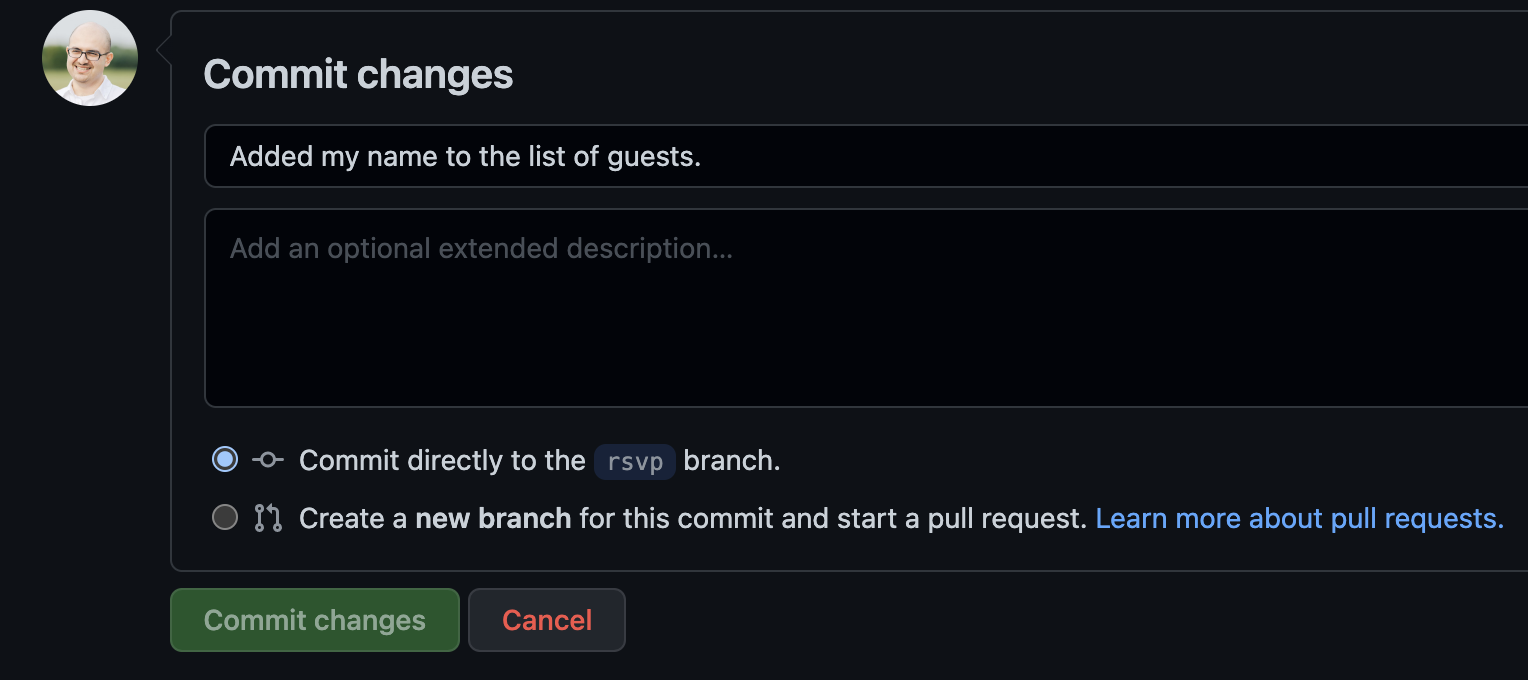 Commit changes
Added my name to the list of guests.
Add an optional extended description...
Commit directly to the rsvp branch.
Create a new branch for this commit and start a pull request. Learn more about pull requests.
Commit changes
Cancel